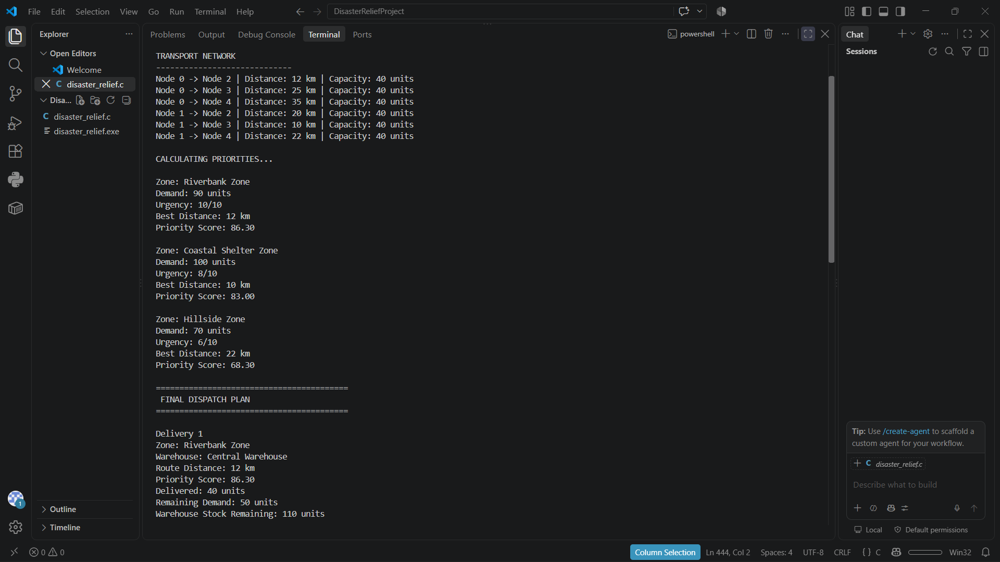 File Edit Selection View Go Run Terminal Help
DisasterReliefProject
Explorer
Open Editors
Welcome
C disaster_relief.c
Disa...
C disaster_relief.c
disaster_relief.exe
Outline
Timeline
1
Problems Output Debug Console Terminal Ports
powershell
TRANSPORT NETWORK
-----------------------------
Node 0 -> Node 2 | Distance: 12 km | Capacity: 40 units
Node 0 -> Node 3 | Distance: 25 km | Capacity: 40 units
Node 0 -> Node 4 | Distance: 35 km | Capacity: 40 units
Node 1 -> Node 2 | Distance: 20 km | Capacity: 40 units
Node 1 -> Node 3 | Distance: 10 km | Capacity: 40 units
Node 1 -> Node 4 | Distance: 22 km | Capacity: 40 units
CALCULATING PRIORITIES...
Zone: Riverbank Zone
Demand: 90 units
Urgency: 10/10
Best Distance: 12 km
Priority Score: 86.30
Zone: Coastal Shelter Zone
Demand: 100 units
Urgency: 8/10
Best Distance: 10 km
Priority Score: 83.00
Zone: Hillside Zone
Demand: 70 units
Urgency: 6/10
Best Distance: 22 km
Priority Score: 68.30
=========================================
FINAL DISPATCH PLAN
=========================================
Delivery 1
Zone: Riverbank Zone
Warehouse: Central Warehouse
Route Distance: 12 km
Priority Score: 86.30
Delivered: 40 units
Remaining Demand: 50 units
Warehouse Stock Remaining: 110 units
Chat
Sessions
Tip: Use /create-agent to scaffold a
custom agent for your workflow.
C disaster_relief.c
Describe what to build
Local Default permissions
0 0
Column Selection Ln 444, Col 2 Spaces: 4 UTF-8 CRLF {} C Win32